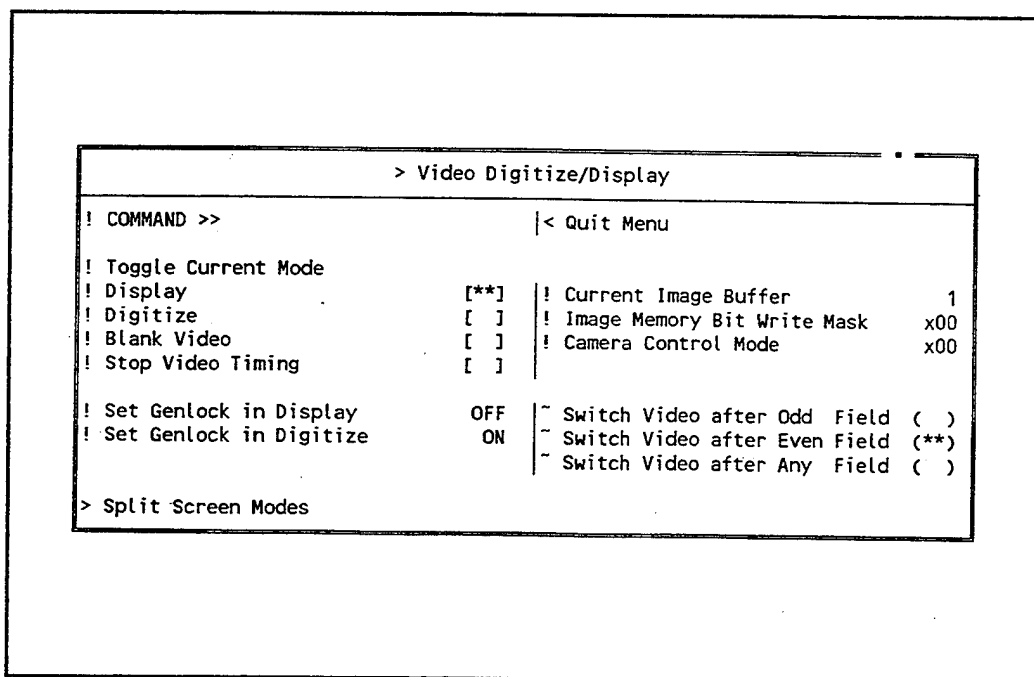 > Video Digitize/Display
! COMMAND >> |< Quit Menu
! Toggle Current Mode
! Display [**] |! Current Image Buffer 1
! Digitize [ ] |! Image Memory Bit Write Mask x00
! Blank Video [ ] |! Camera Control Mode x00
! Stop Video Timing [ ] |
! Set Genlock in Display OFF |~ Switch Video after Odd Field ( )
! Set Genlock in Digitize ON |~ Switch Video after Even Field (**)
|~ Switch Video after Any Field ( )
> Split Screen Modes